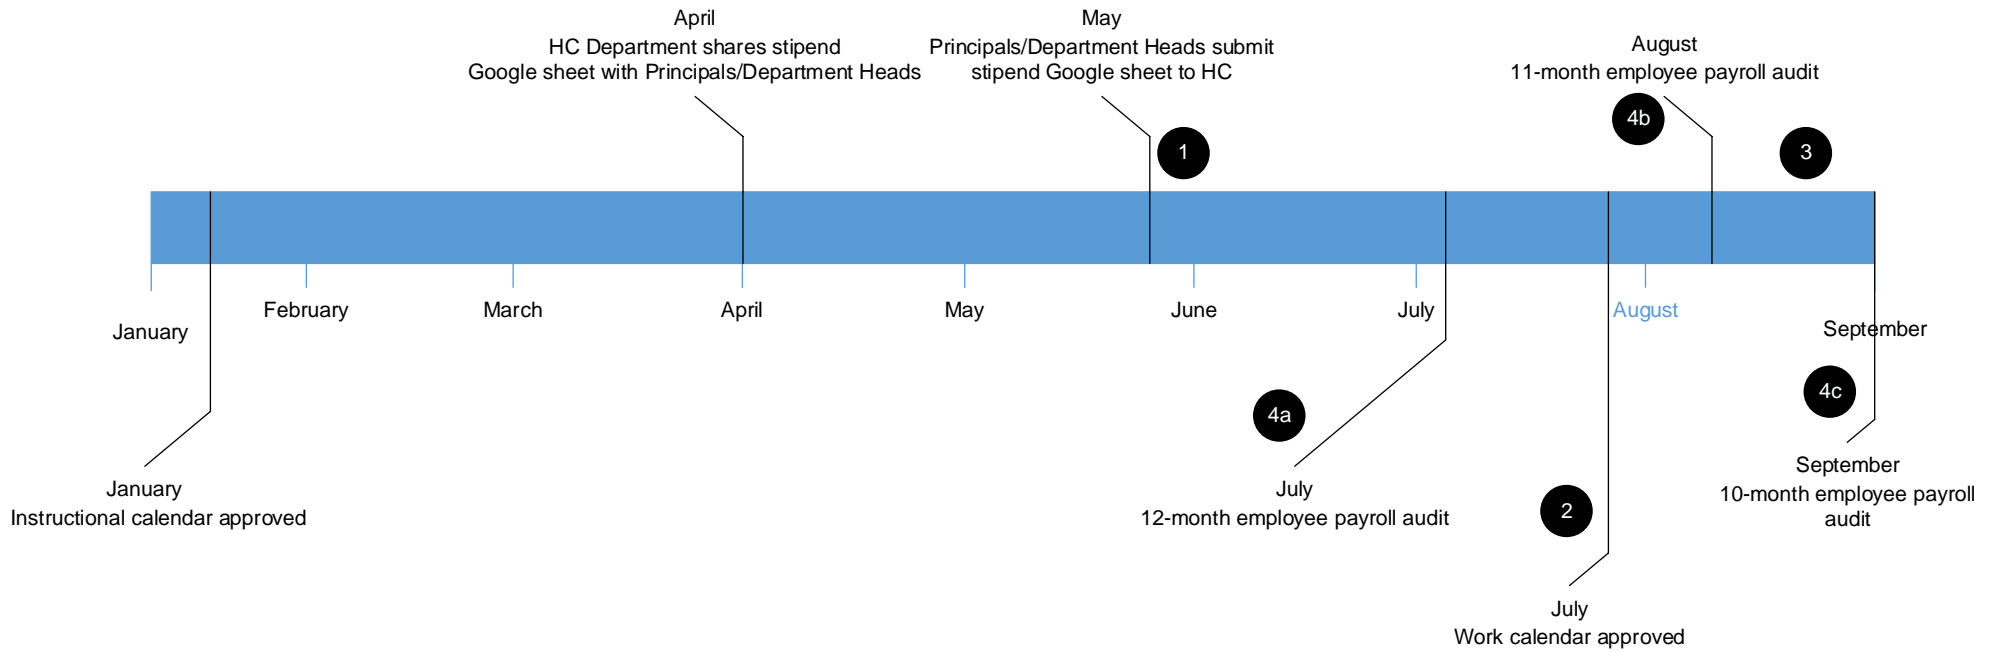 April
HC Department shares stipend
Google sheet with Principals/Department Heads
May
Principals/Department Heads submit
stipend Google sheet to HC
August
11-month employee payroll audit
4b
1
3
January
February
March
April
May
June
July
August
September
4a
4c
January
Instructional calendar approved
July
12-month employee payroll audit
2
September
10-month employee payroll
audit
July
Work calendar approved